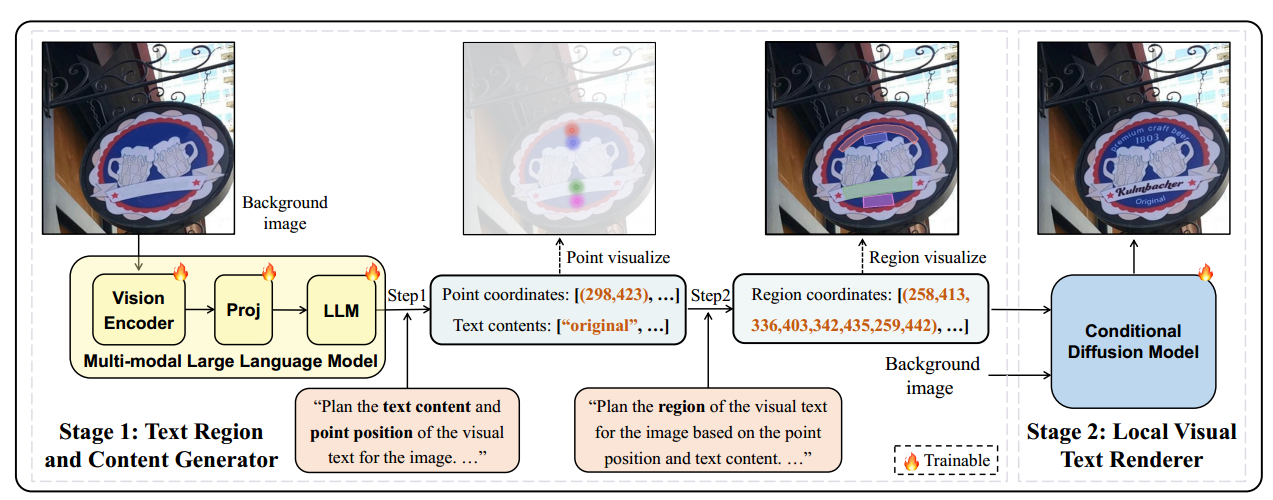 premium craft beer
1803
Kulmbacher
Original
Background
image
Point visualize
Region visualize
Vision
Encoder
Proj
LLM
Multi-modal Large Language Model
Step1
Point coordinates: [(298,423), …]
Text contents: [“original”, …]
Step2
Region coordinates: [(258,413,
336,403,342,435,259,442), …]
Background
image
Conditional
Diffusion Model
“Plan the text content and
point position of the visual
text for the image. …”
“Plan the region of the visual text
for the image based on the point
position and text content. …”
Stage 1: Text Region
and Content Generator
Trainable
Stage 2: Local Visual
Text Renderer